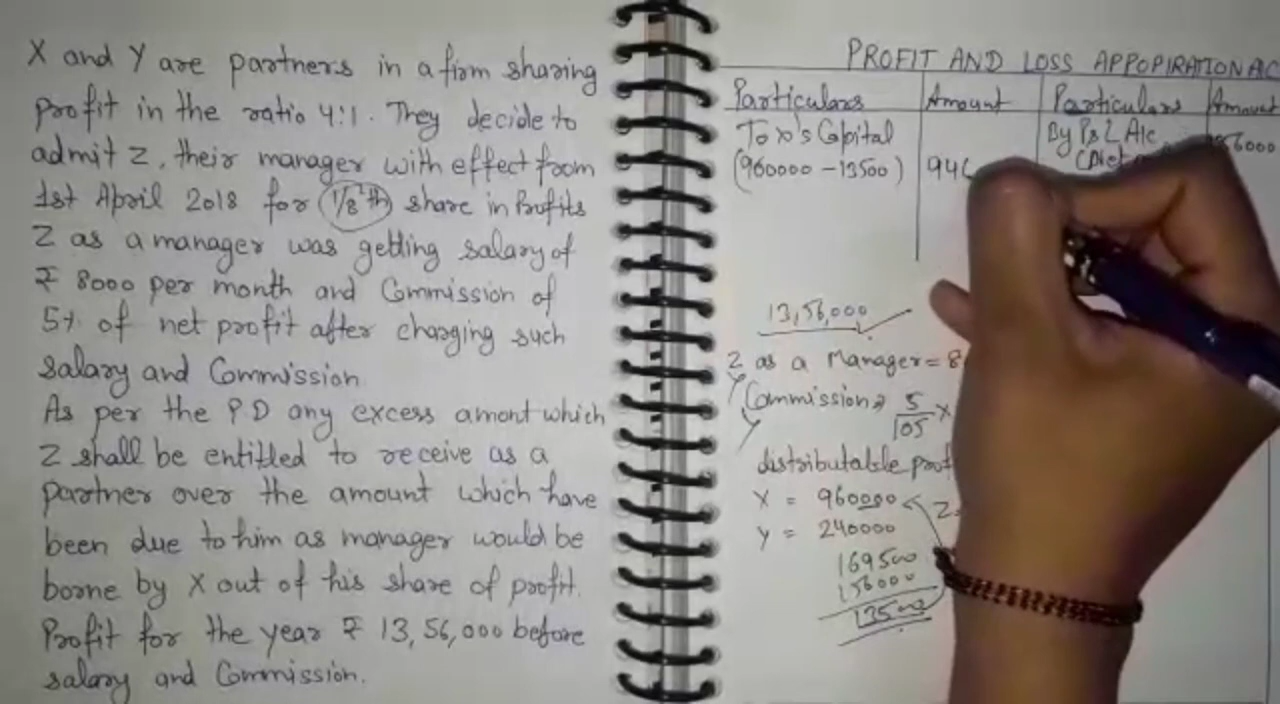 X and Y are partners in a firm sharing
profit in the ratio 4:1. They decide to
admit Z, their manager with effect from
1st April 2018 for 1/8th share in Profits
Z as a manager was getting salary of
₹ 8000 per month and Commission of
5% of net profit after charging such
salary and Commission
As per the PD any excess amont which
Z shall be entitled to receive as a
partner over the amount which have
been due to him as manager would be
borne by X out of his share of profit.
Profit for the year ₹ 13,56,000 before
salary and Commission.
PROFIT AND LOSS APPOPIRATION AC
Particulars Amount Particulars Amount
To X's Capital By P&L A/c 56000
(960000 - 13500) 946
13,56,000
Z as a Manager = 8
Commission 5/105 ×
distributable prof
X = 960000 Z
Y = 240000
169500
156000
13500